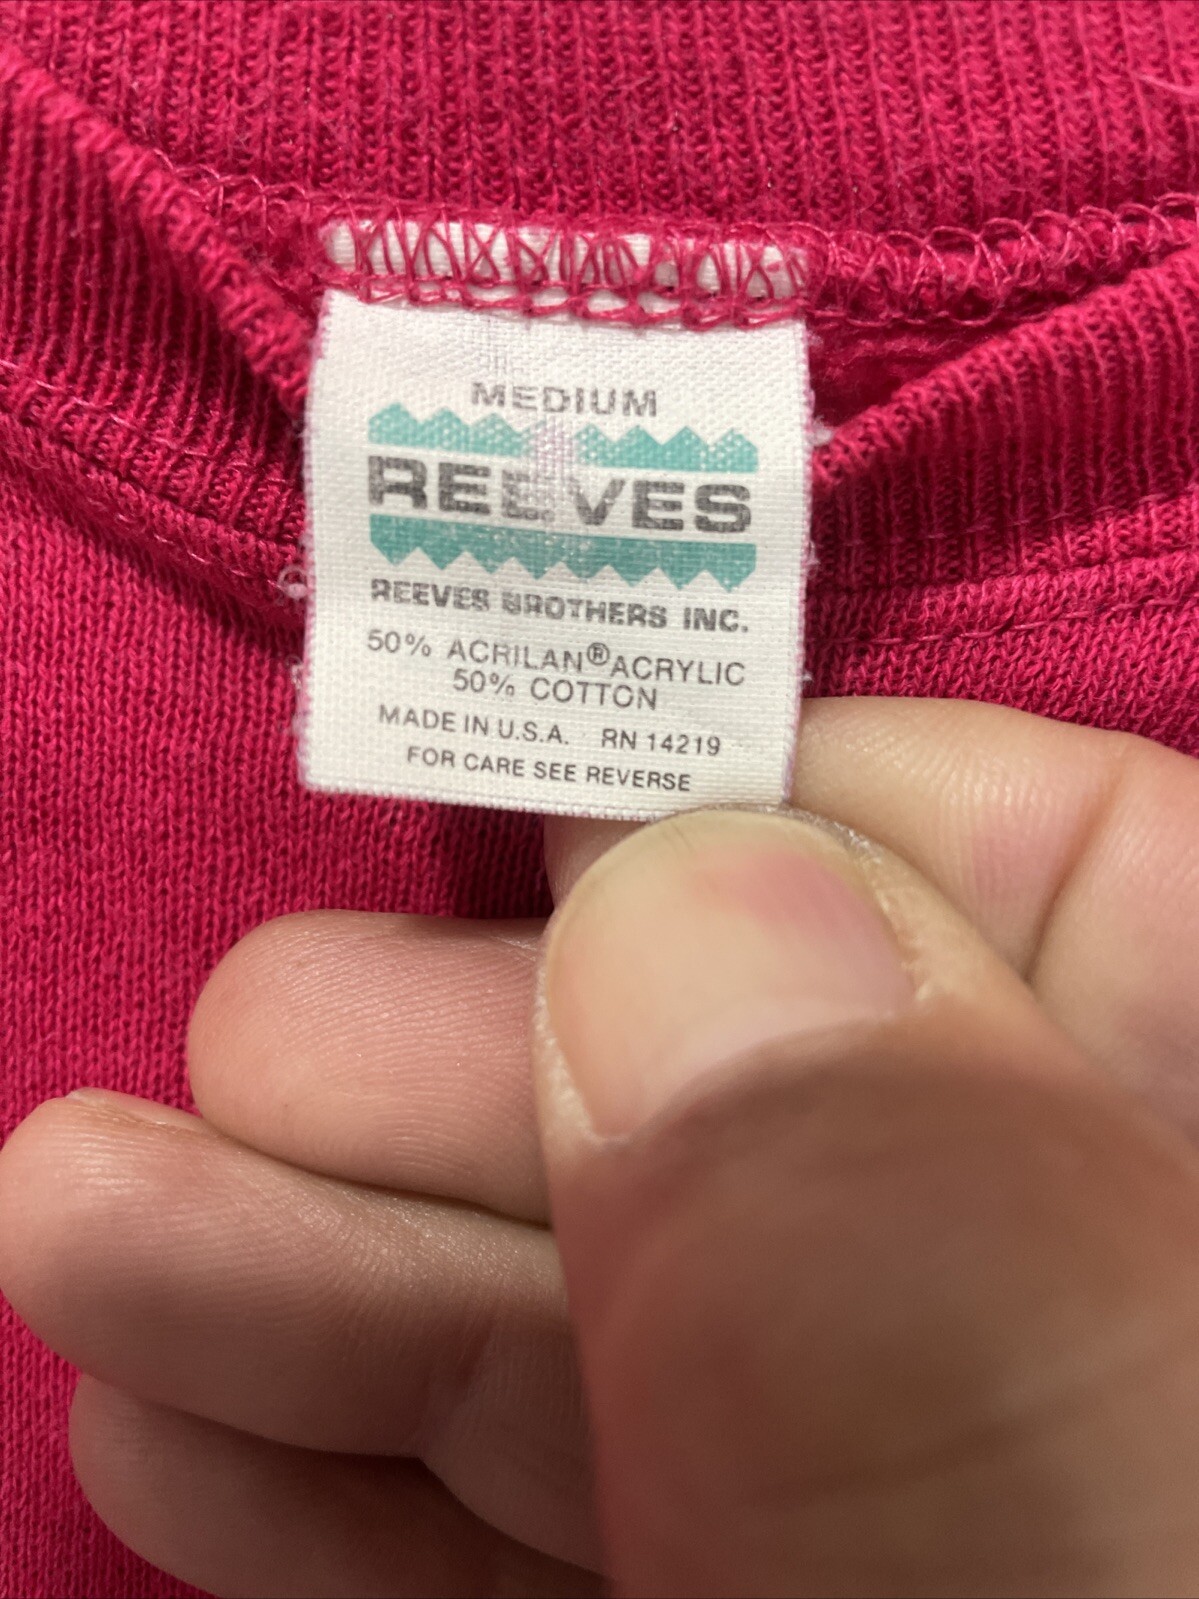 MEDIUM
REEVES
REEVES BROTHERS INC.
50% ACRILAN® ACRYLIC
50% COTTON
MADE IN U.S.A. RN 14219
FOR CARE SEE REVERSE